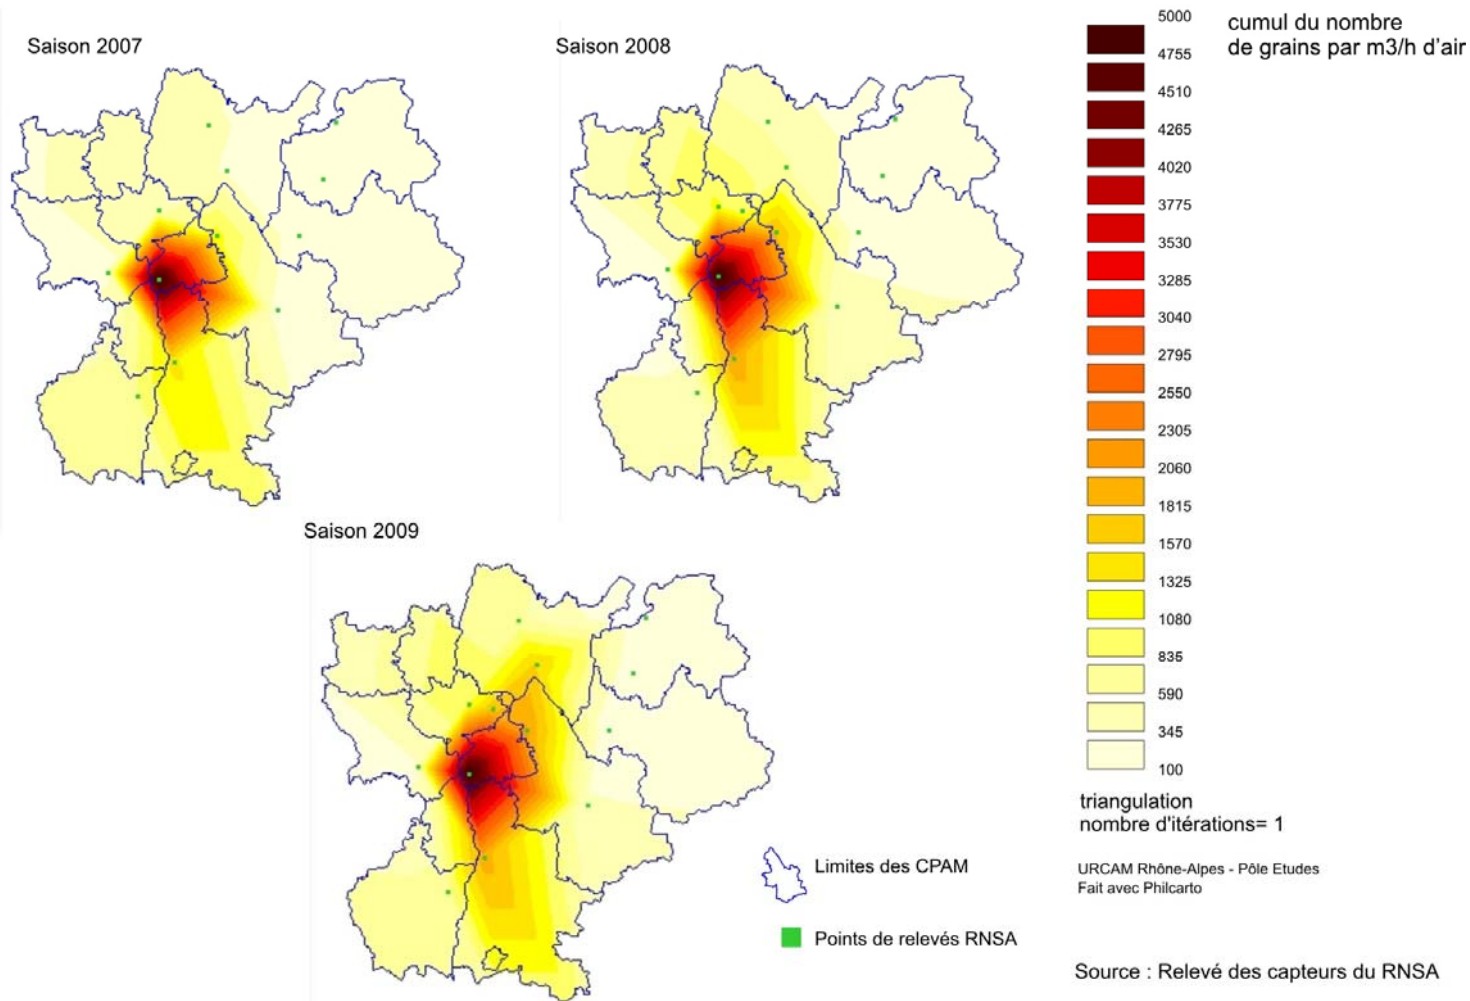 Saison 2007
Saison 2008
Saison 2009
cumul du nombre
de grains par m3/h d'air
5000
4755
4510
4265
4020
3775
3530
3285
3040
2795
2550
2305
2060
1815
1570
1325
1080
835
590
345
100
triangulation
nombre d'itérations= 1
Limites des CPAM
Points de relevés RNSA
URCAM Rhône-Alpes - Pôle Etudes
Fait avec Philcarto
Source : Relevé des capteurs du RNSA